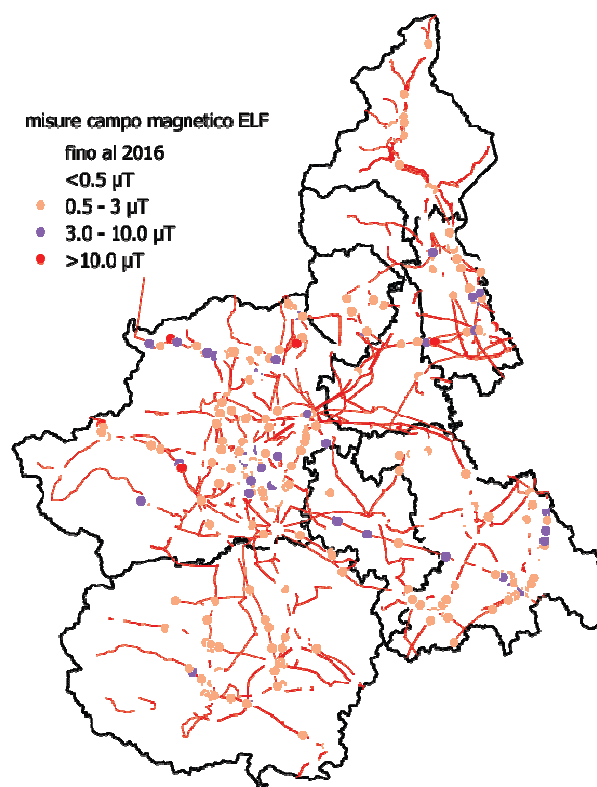 misure campo magnetico ELF
fino al 2016
<0.5 µT
0.5 - 3 µT
3.0 - 10.0 µT
>10.0 µT